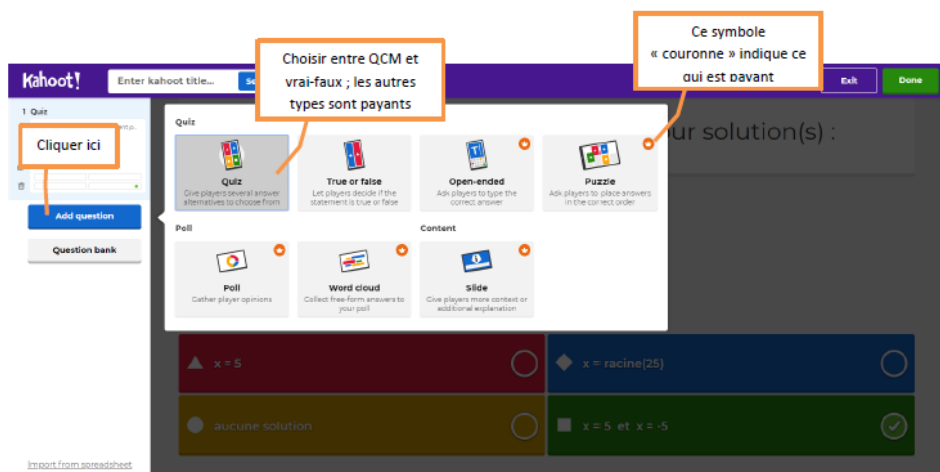 Ce symbole
« couronne » indique ce
qui est payant
Choisir entre QCM et
vrai-faux ; les autres
types sont payants
Kahoot!
Enter kahoot title...
Exit
Done
1 Quiz
Cliquer ici
Add question
Question bank
Import from spreadsheet
Quiz
Quiz
Give players several answer
alternatives to choose from
True or false
Let players decide if the
statement is true or false
Open-ended
Ask players to type the
correct answer
Puzzle
Ask players to place answers
in the correct order
Poll
Content
Poll
Gather player opinions
Word cloud
Collect free-form answers to
your poll
Slide
Give players more context or
additional explanation
ur solution(s) :
x = 5
x = racine(25)
aucune solution
x = 5 et x = -5